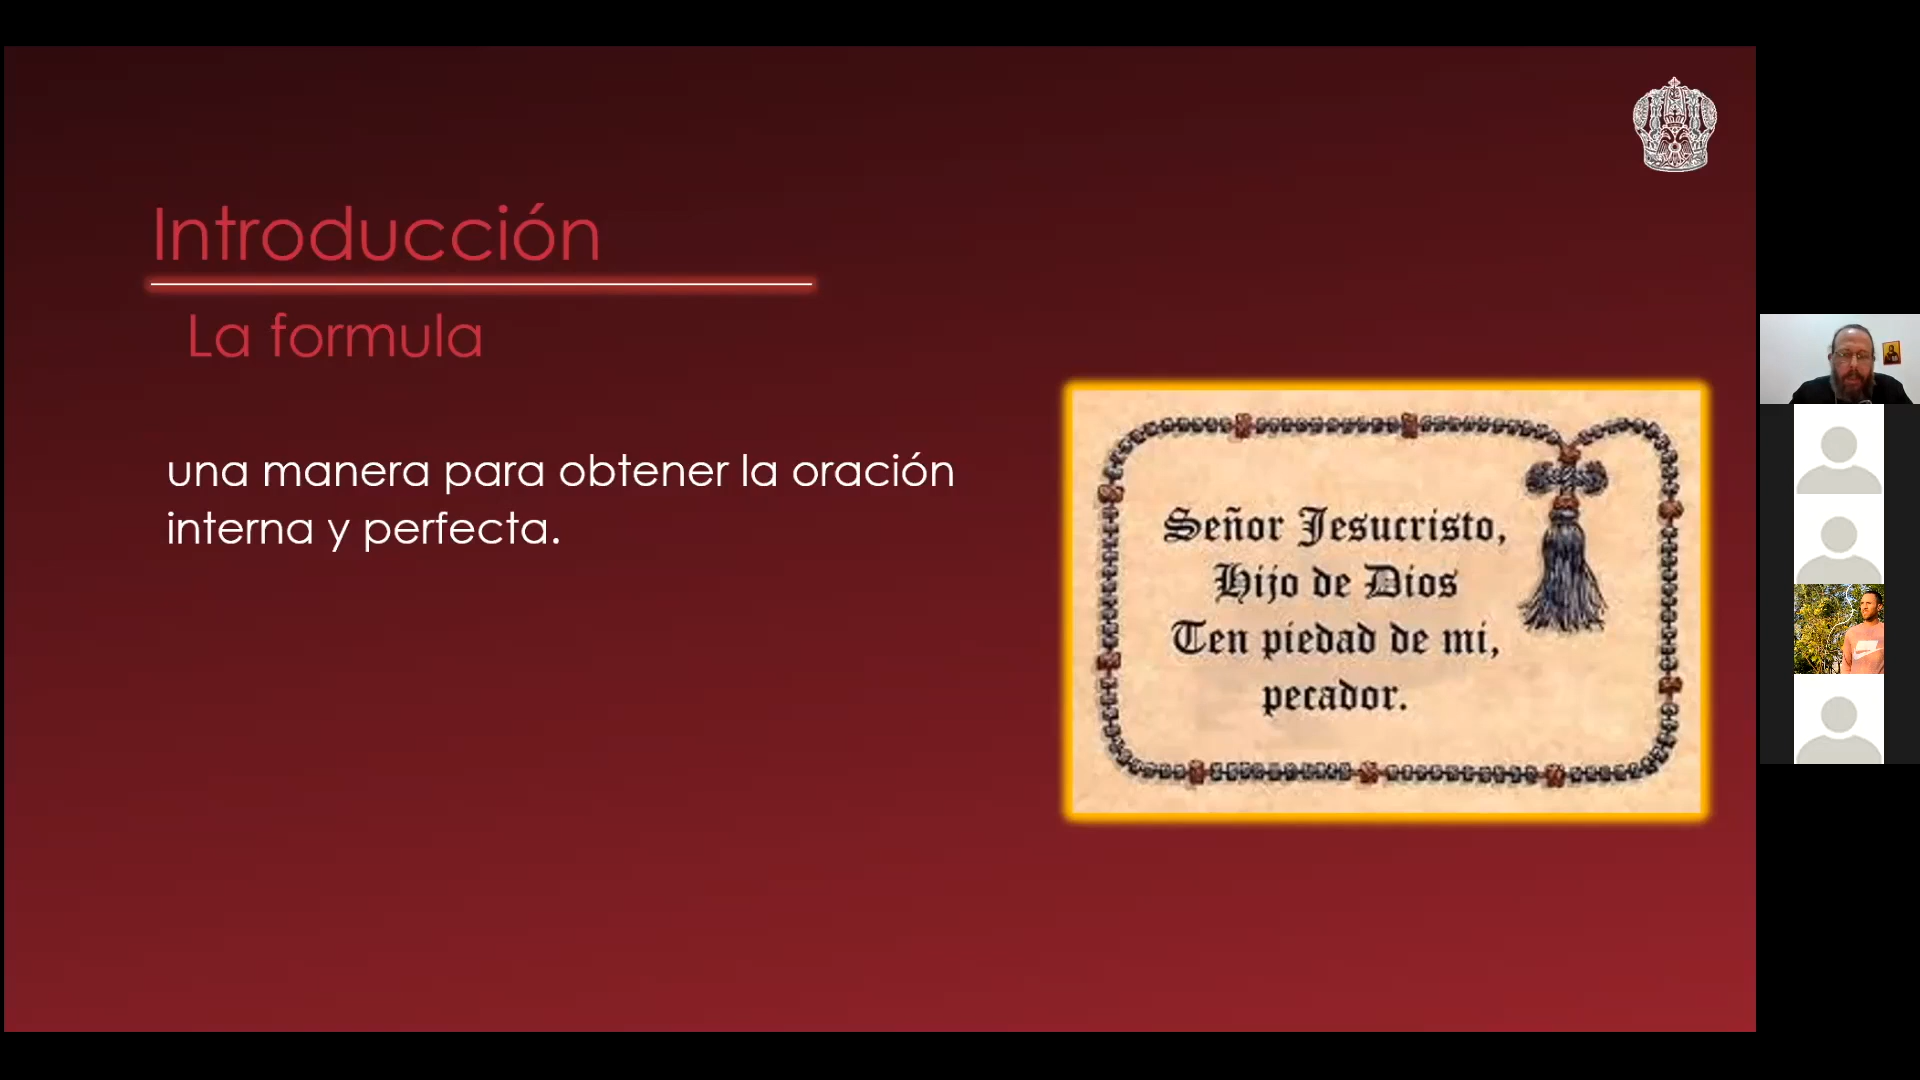 Introducción
La formula
una manera para obtener la oración
interna y perfecta.
Señor Jesucristo,
Hijo de Dios
Ten piedad de mi,
pecador.